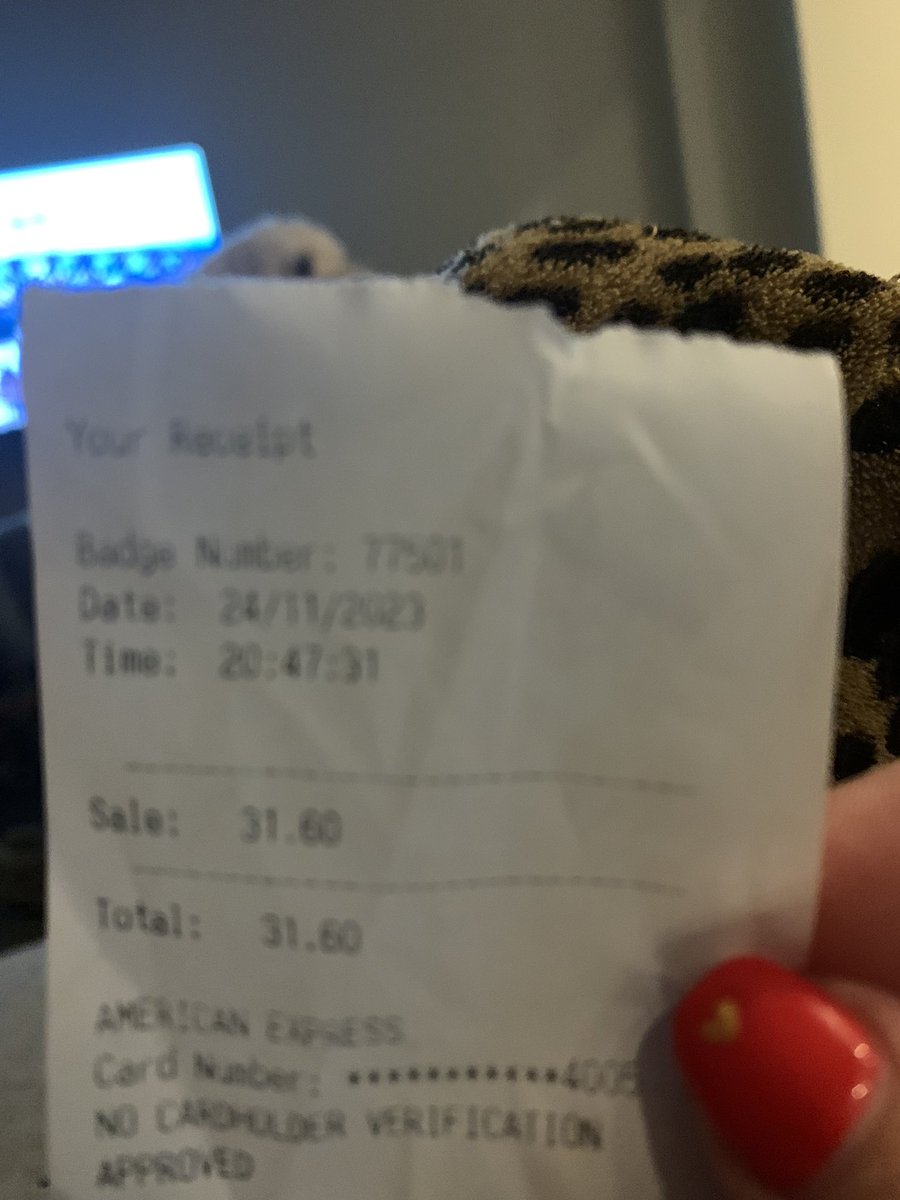 Your Receipt
Badge Number: 77501
Date: 24/11/2023
Time: 20:47:31
Sale: 31.60
Total: 31.60
AMERICAN EXPRESS
Card Number: ************4005
NO CARDHOLDER VERIFICATION
APPROVED